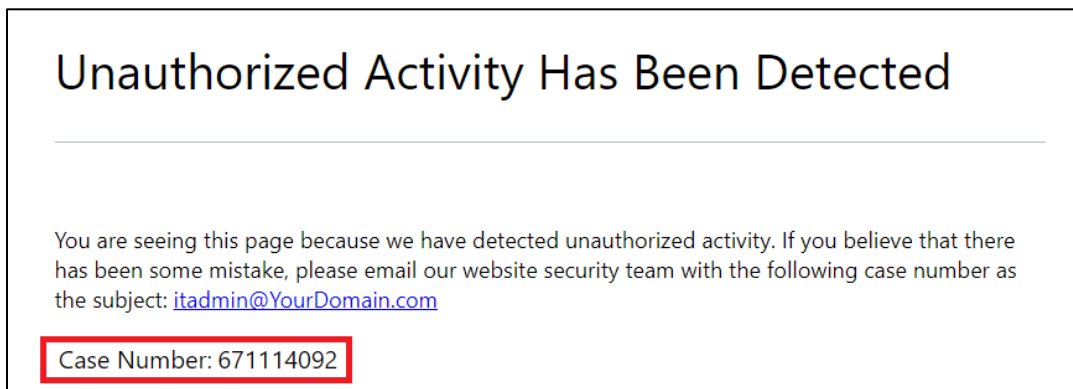 Unauthorized Activity Has Been Detected
You are seeing this page because we have detected unauthorized activity. If you believe that there
has been some mistake, please email our website security team with the following case number as
the subject: itadmin@YourDomain.com
Case Number: 671114092